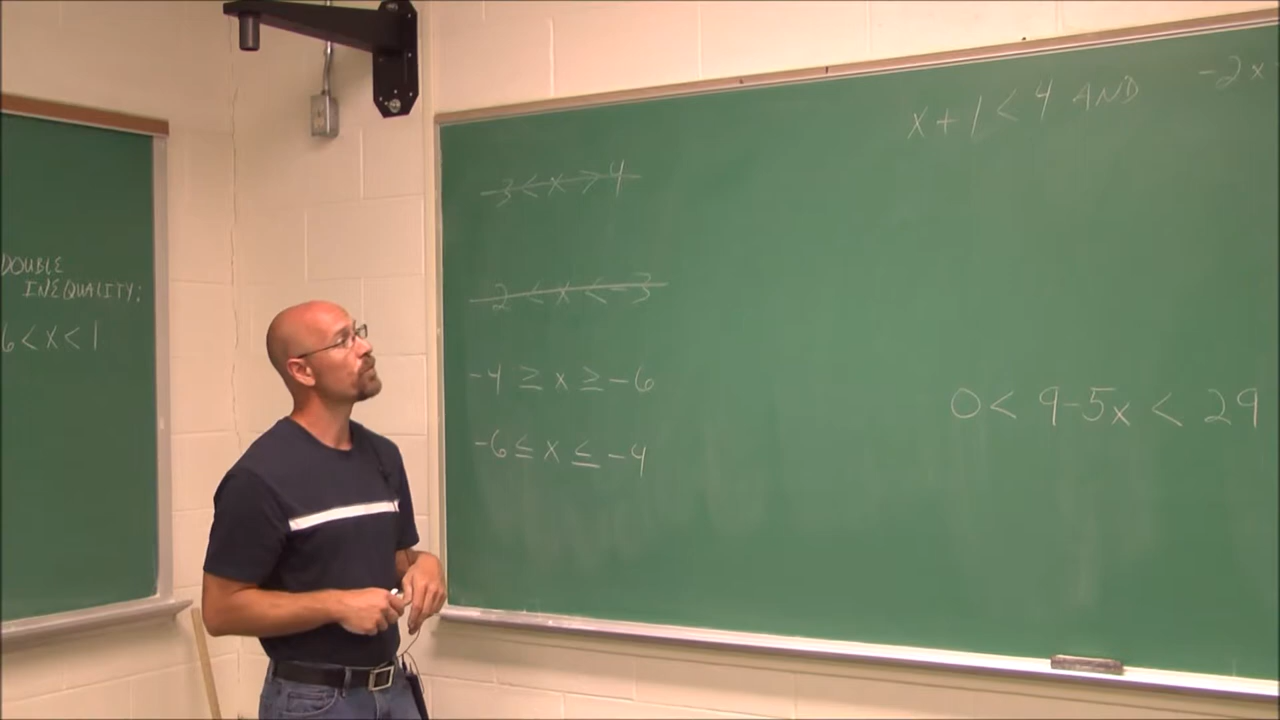 DOUBLE
INEQUALITY:
6 < x < 1
3 < x > 4
2 < x < -3
-4 ≥ x ≥ -6
-6 ≤ x ≤ -4
x + 1 < 4 AND -2x
0 < 9-5x < 29